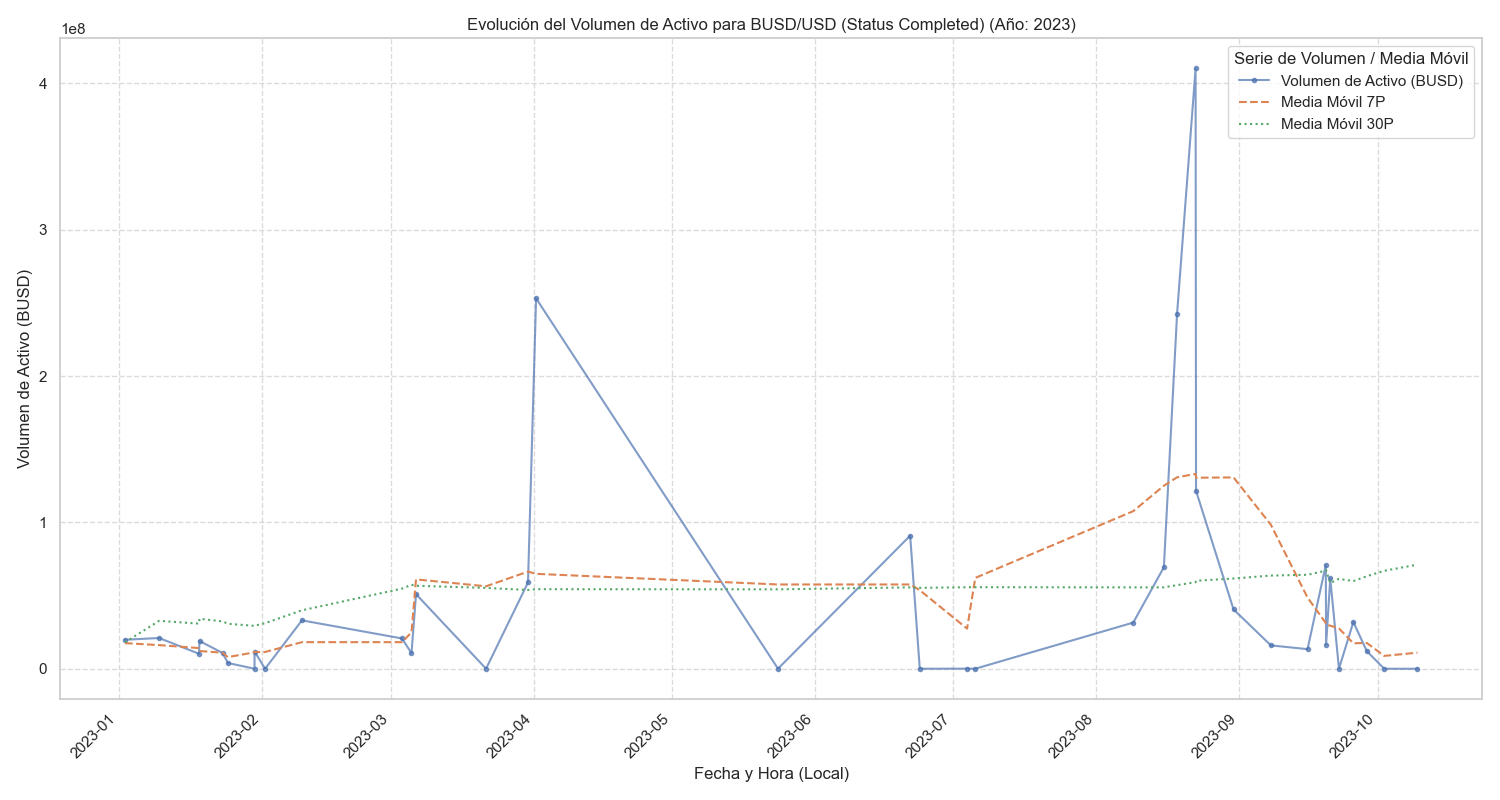 Evolución del Volumen de Activo para BUSD/USD (Status Completed) (Año: 2023)
1e8
Serie de Volumen / Media Móvil
Volumen de Activo (BUSD)
Media Móvil 7P
Media Móvil 30P
4
3
2
1
0
Volumen de Activo (BUSD)
2023-01
2023-02
2023-03
2023-04
2023-05
2023-06
2023-07
2023-08
2023-09
2023-10
Fecha y Hora (Local)